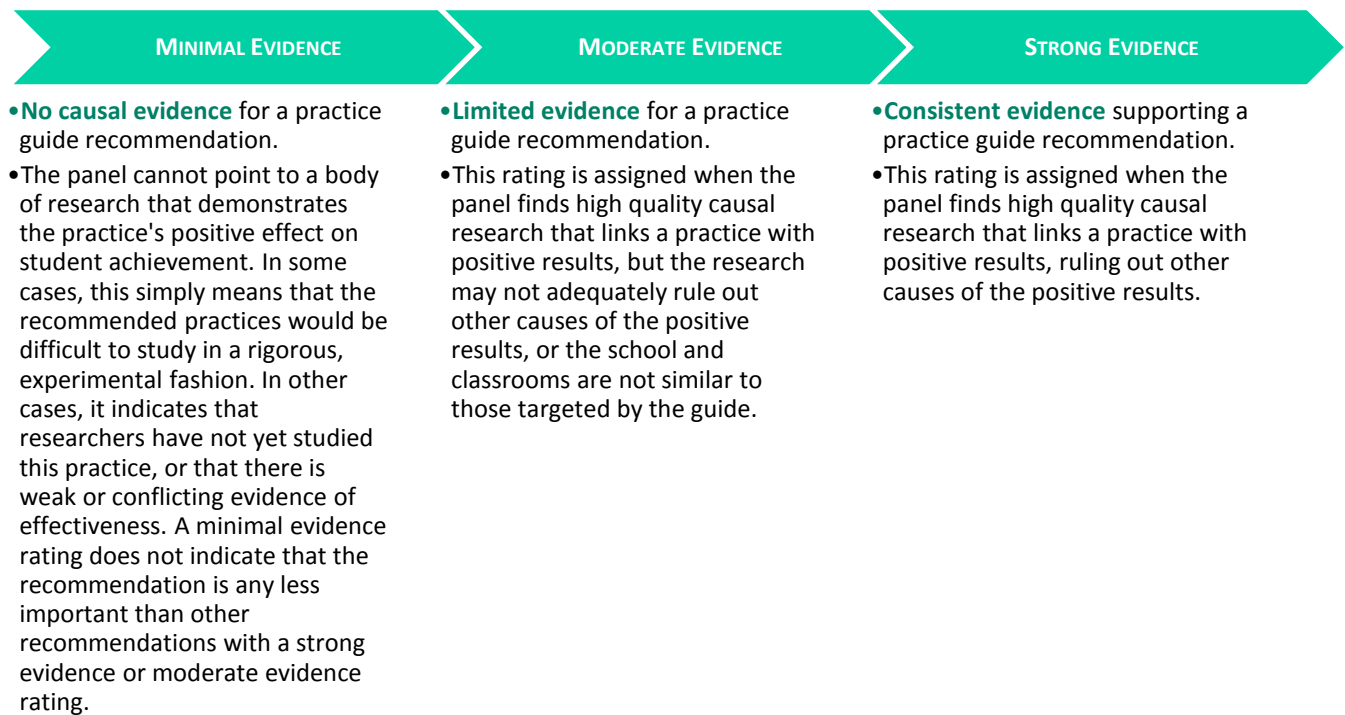 MINIMAL EVIDENCE
•No causal evidence for a practice
guide recommendation.
•The panel cannot point to a body
of research that demonstrates
the practice's positive effect on
student achievement. In some
cases, this simply means that the
recommended practices would be
difficult to study in a rigorous,
experimental fashion. In other
cases, it indicates that
researchers have not yet studied
this practice, or that there is
weak or conflicting evidence of
effectiveness. A minimal evidence
rating does not indicate that the
recommendation is any less
important than other
recommendations with a strong
evidence or moderate evidence
rating.
MODERATE EVIDENCE
•Limited evidence for a practice
guide recommendation.
•This rating is assigned when the
panel finds high quality causal
research that links a practice with
positive results, but the research
may not adequately rule out
other causes of the positive
results, or the school and
classrooms are not similar to
those targeted by the guide.
STRONG EVIDENCE
•Consistent evidence supporting a
practice guide recommendation.
•This rating is assigned when the
panel finds high quality causal
research that links a practice with
positive results, ruling out other
causes of the positive results.